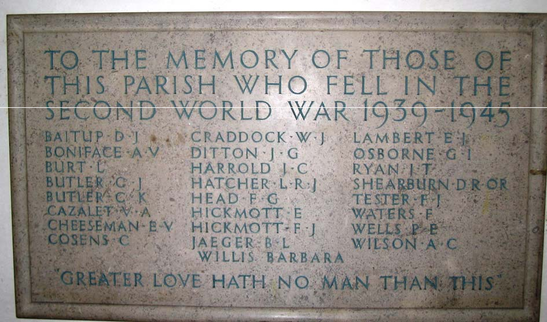 TO THE MEMORY OF THOSE OF
THIS PARISH WHO FELL IN THE
SECOND WORLD WAR 1939-1945
BAITUP·D J
BONIFACE·A V
BURT·L
BUTLER·C J
BUTLER·C K
CAZALET·V A
CHEESEMAN·E V
COSENS·C
CRADDOCK·W J
DITTON·J G
HARROLD·J C
HATCHER·L R J
HEAD·F G
HICKMOTT·E
HICKMOTT·F J
JAEGER·B L
LAMBERT·E J
OSBORNE·G I
RYAN·J T
SHEARBURN·D R OR
TESTER·F J
WATERS·F
WELLS·P E
WILSON·A C
WILLIS BARBARA
"GREATER LOVE HATH NO MAN THAN THIS"